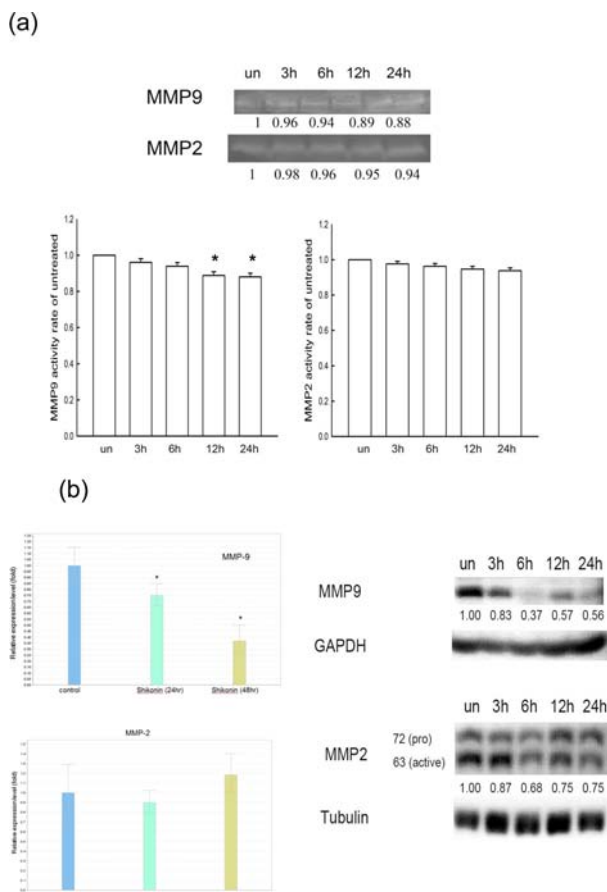 (a)
un 3h 6h 12h 24h
MMP9
1 0.96 0.94 0.89 0.88
MMP2
1 0.98 0.96 0.95 0.94
MMP9 activity rate of untreated
1.2
1.0
0.8
0.6
0.4
0.2
0.0
* *
un 3h 6h 12h 24h
MMP2 activity rate of untreated
1.2
1.0
0.8
0.6
0.4
0.2
0.0
un 3h 6h 12h 24h
(b)
Relative expression level (fold)
MMP-9
*
*
control Shikonin (24hr) Shikonin (48hr)
MMP-2
Relative expression level (fold)
un 3h 6h 12h 24h
MMP9
1.00 0.83 0.37 0.57 0.56
GAPDH
un 3h 6h 12h 24h
72 (pro)
MMP2
63 (active)
1.00 0.87 0.68 0.75 0.75
Tubulin